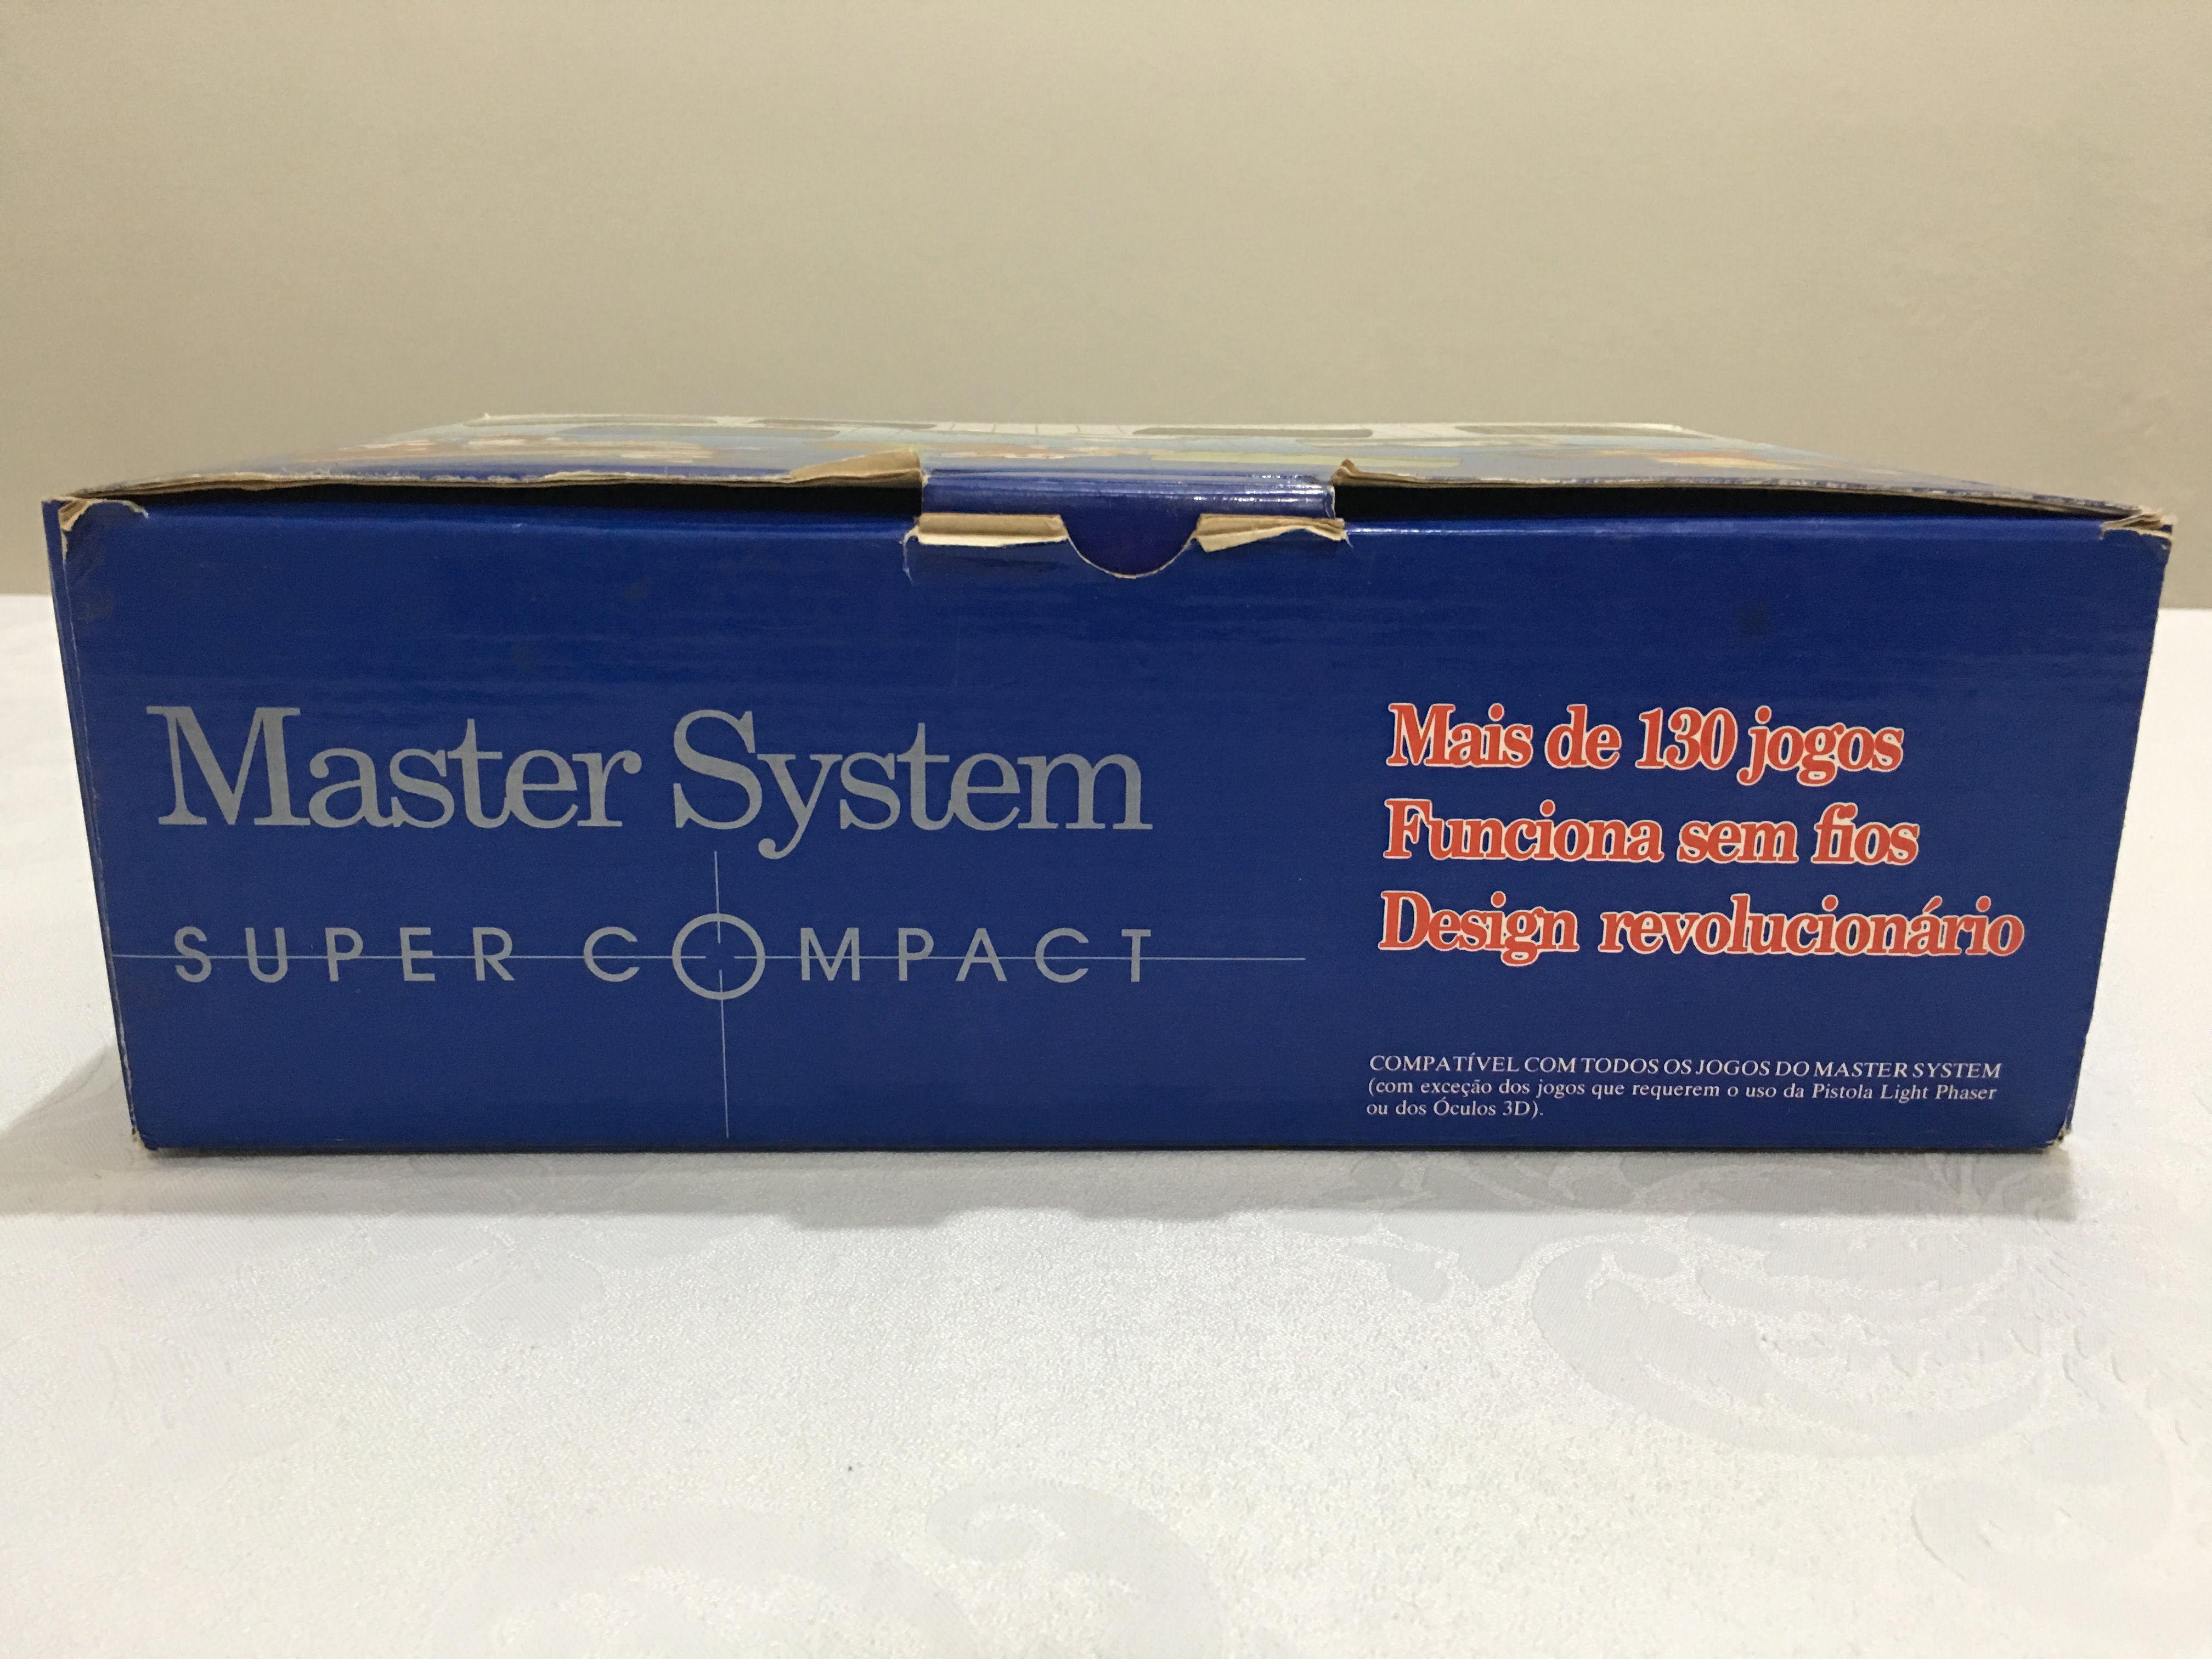 Master System
SUPER COMPACT
Mais de 130 jogos
Funciona sem fios
Design revolucionário
COMPATÍVEL COM TODOS OS JOGOS DO MASTER SYSTEM
(com exceção dos jogos que requerem o uso da Pistola Light Phaser
ou dos Óculos 3D).